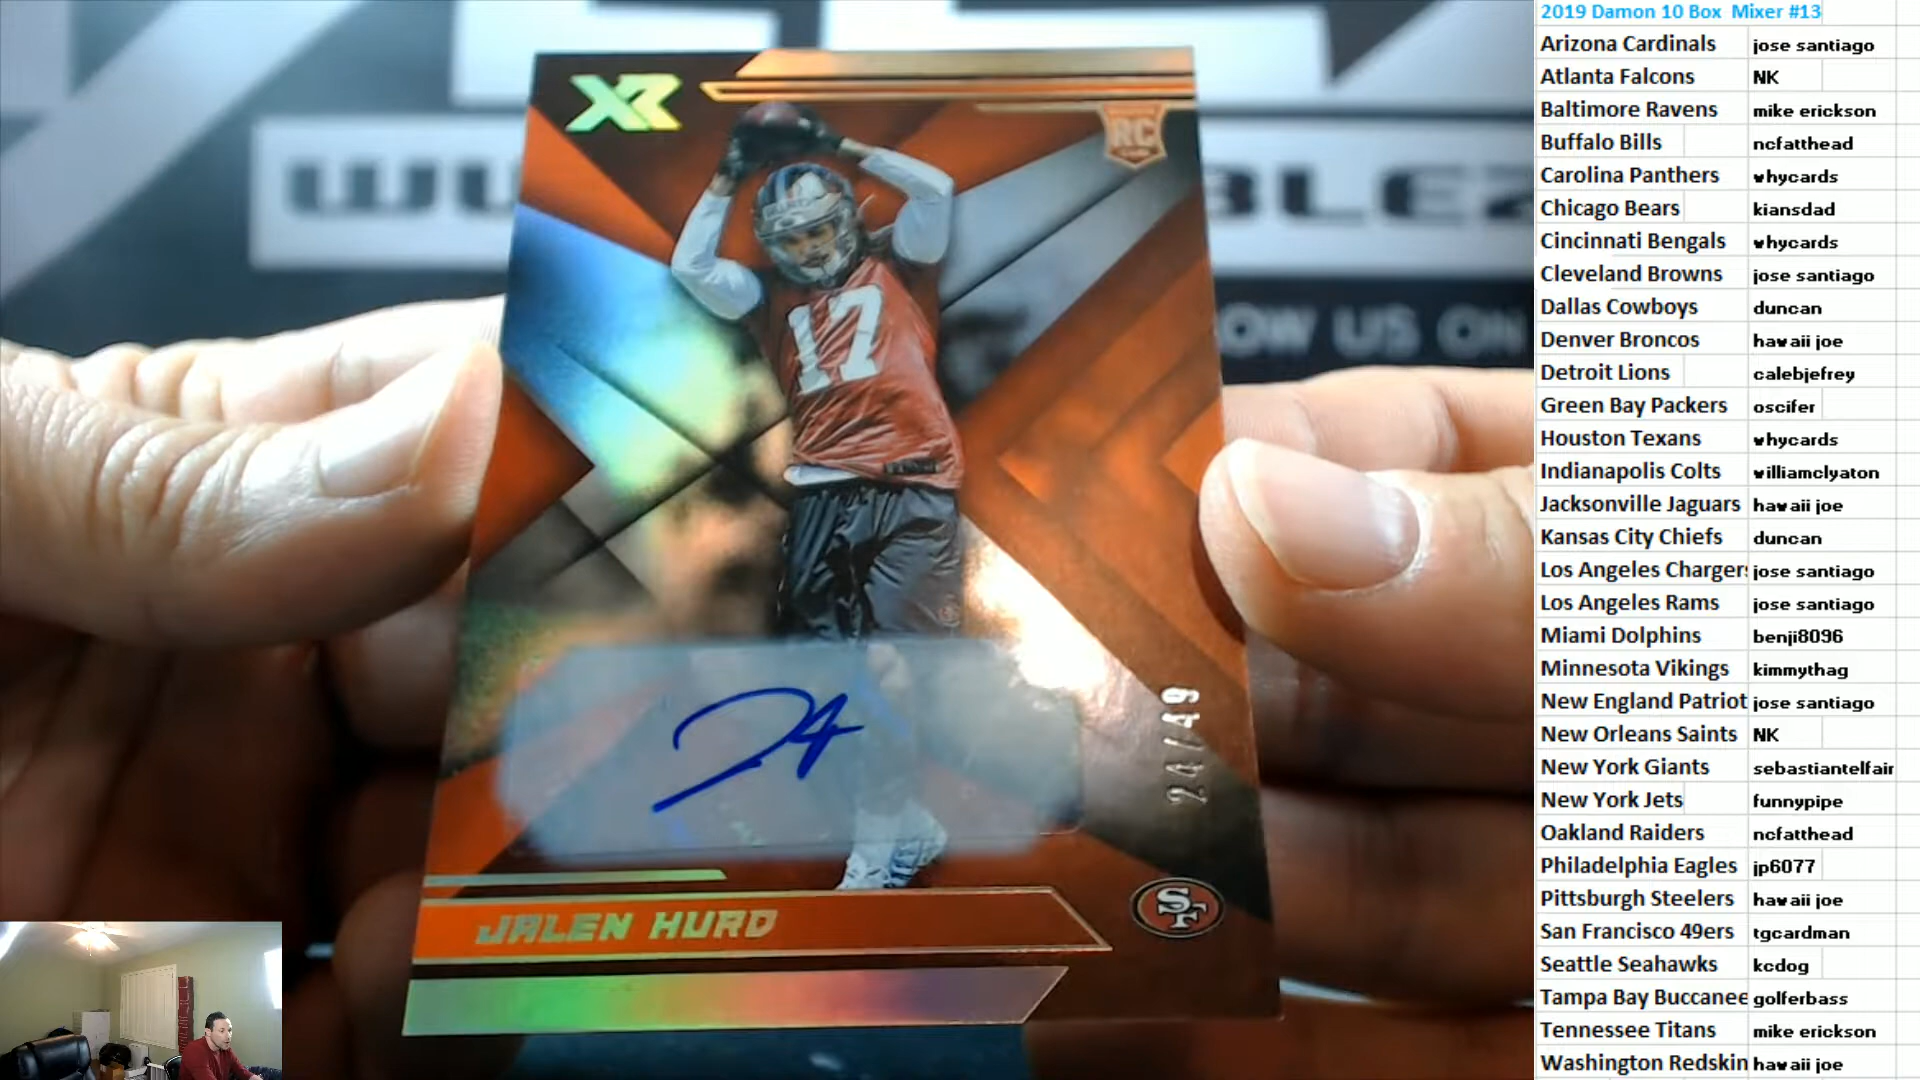 XR
RC
17
24/49
JALEN HURD
SF
OW US ON
2019 Damon 10 Box Mixer #13
Arizona Cardinals jose santiago
Atlanta Falcons NK
Baltimore Ravens mike erickson
Buffalo Bills ncfatthead
Carolina Panthers whycards
Chicago Bears kiansdad
Cincinnati Bengals whycards
Cleveland Browns jose santiago
Dallas Cowboys duncan
Denver Broncos hawaii joe
Detroit Lions calebjefrey
Green Bay Packers oscifer
Houston Texans whycards
Indianapolis Colts williamclyaton
Jacksonville Jaguars hawaii joe
Kansas City Chiefs duncan
Los Angeles Chargers jose santiago
Los Angeles Rams jose santiago
Miami Dolphins benji8096
Minnesota Vikings kimmythag
New England Patriot jose santiago
New Orleans Saints NK
New York Giants sebastiantelfair
New York Jets funnypipe
Oakland Raiders ncfatthead
Philadelphia Eagles jp6077
Pittsburgh Steelers hawaii joe
San Francisco 49ers tgcardman
Seattle Seahawks kcdog
Tampa Bay Buccanee golferbass
Tennessee Titans mike erickson
Washington Redskin hawaii joe